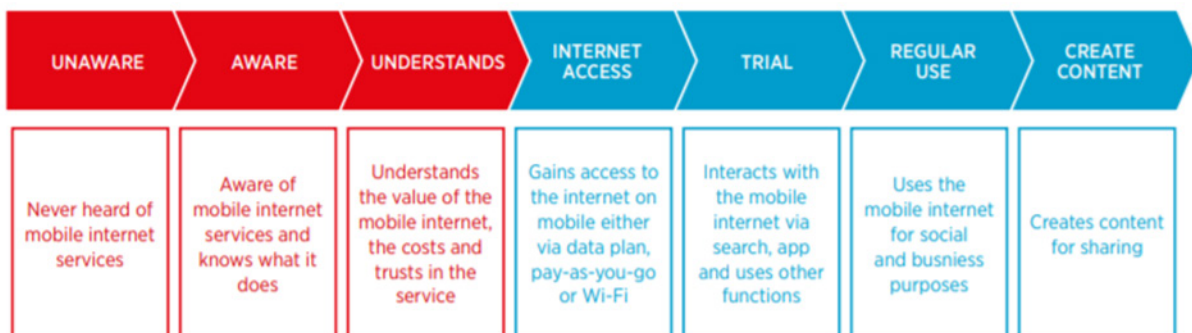 UNAWARE
AWARE
UNDERSTANDS
INTERNET
ACCESS
TRIAL
REGULAR
USE
CREATE
CONTENT
Never heard of
mobile internet
services
Aware of
mobile internet
services and
knows what it
does
Understands
the value of the
mobile internet,
the costs and
trusts in the
service
Gains access to
the internet on
mobile either
via data plan,
pay-as-you-go
or Wi-Fi
Interacts with
the mobile
internet via
search, app
and uses other
functions
Uses the
mobile internet
for social
and busniess
purposes
Creates content
for sharing